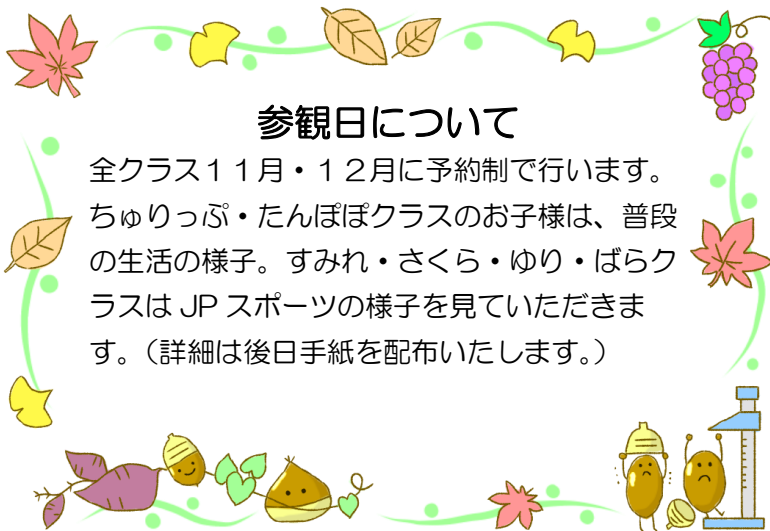 参観日について
全クラス１１月・１２月に予約制で行います。
ちゅりっぷ・たんぽぽクラスのお子様は、普段
の生活の様子。すみれ・さくら・ゆり・ばらク
ラスは JP スポーツの様子を見ていただきま
す。（詳細は後日手紙を配布いたします。）